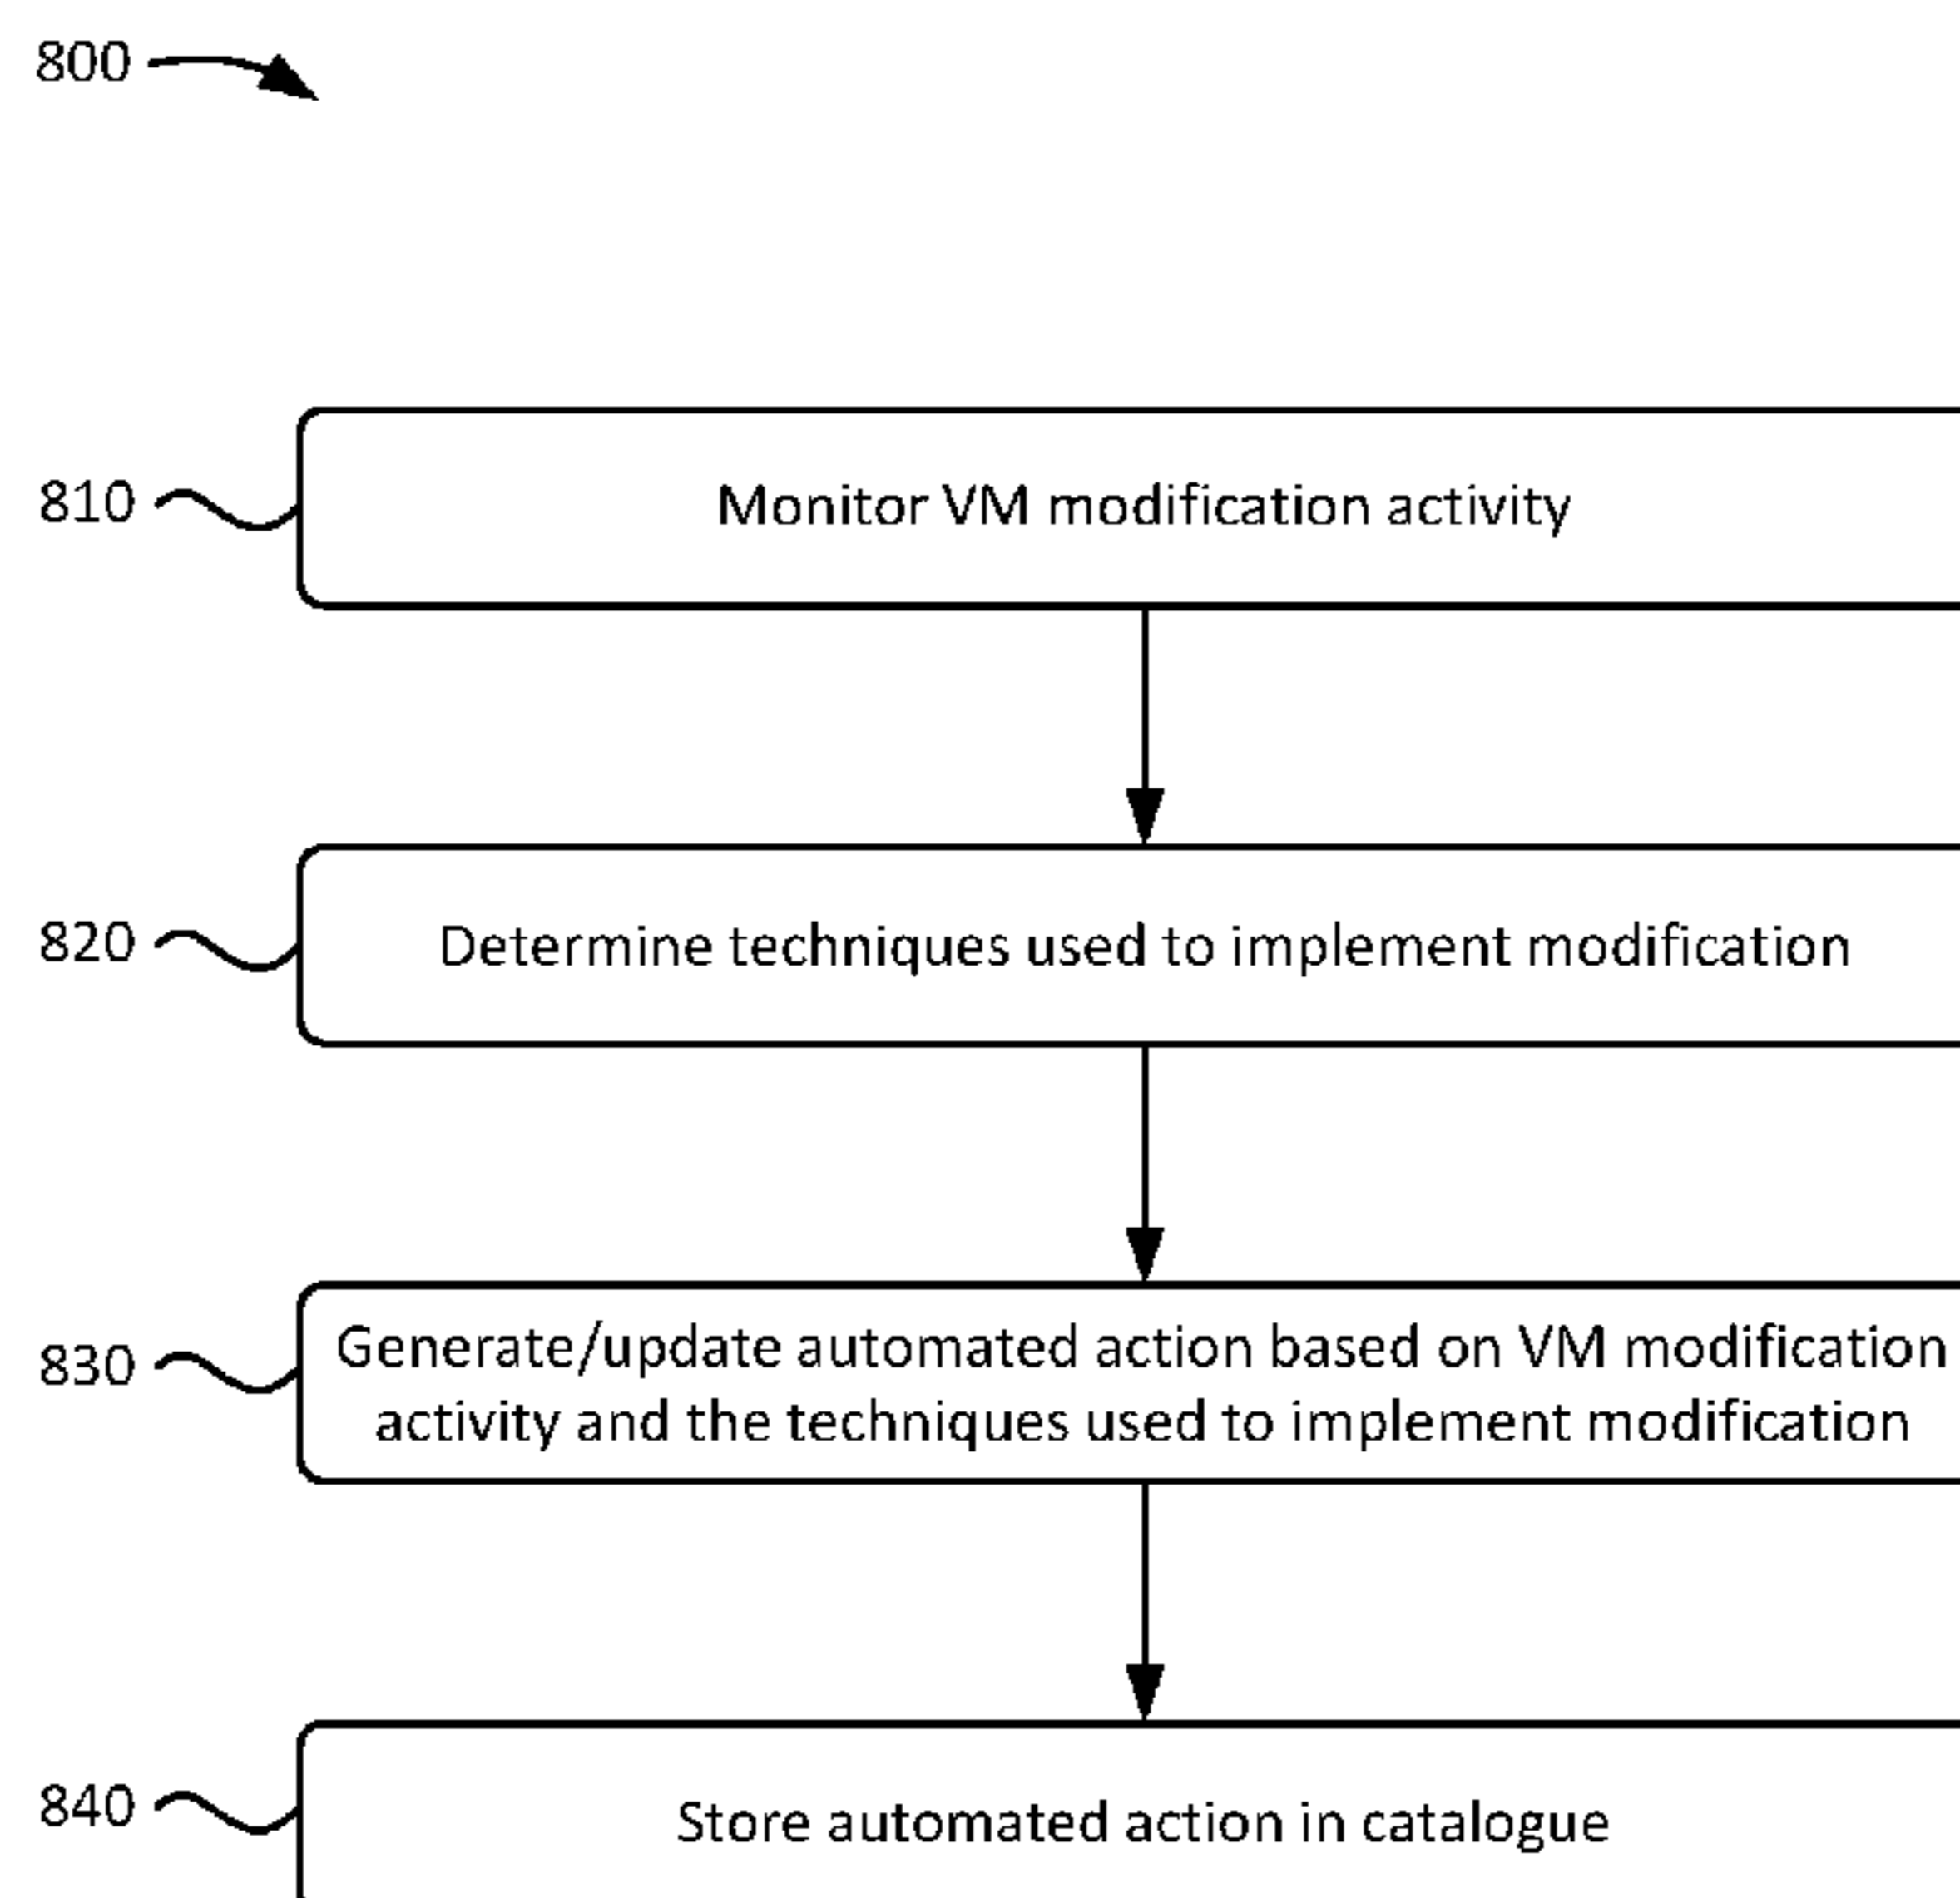 800
810
Monitor VM modification activity
820
Determine techniques used to implement modification
830
Generate/update automated action based on VM modification
activity and the techniques used to implement modification
840
Store automated action in catalogue